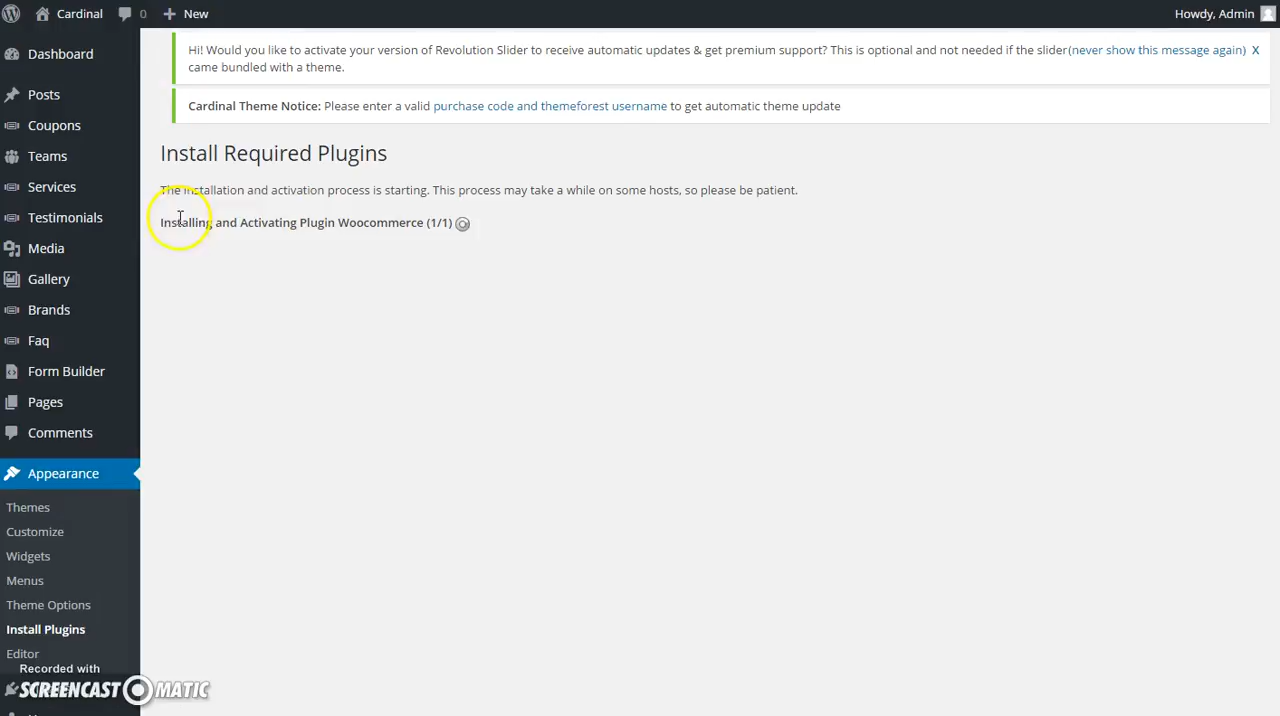 Cardinal 0 New Howdy, Admin
Hi! Would you like to activate your version of Revolution Slider to receive automatic updates & get premium support? This is optional and not needed if the slider(never show this message again) X
came bundled with a theme.
Cardinal Theme Notice: Please enter a valid purchase code and themeforest username to get automatic theme update
Install Required Plugins
The installation and activation process is starting. This process may take a while on some hosts, so please be patient.
Installing and Activating Plugin Woocommerce (1/1)
Dashboard
Posts
Coupons
Teams
Services
Testimonials
Media
Gallery
Brands
Faq
Form Builder
Pages
Comments
Appearance
Themes
Customize
Widgets
Menus
Theme Options
Install Plugins
Editor
Recorded with
SCREENCAST MATIC